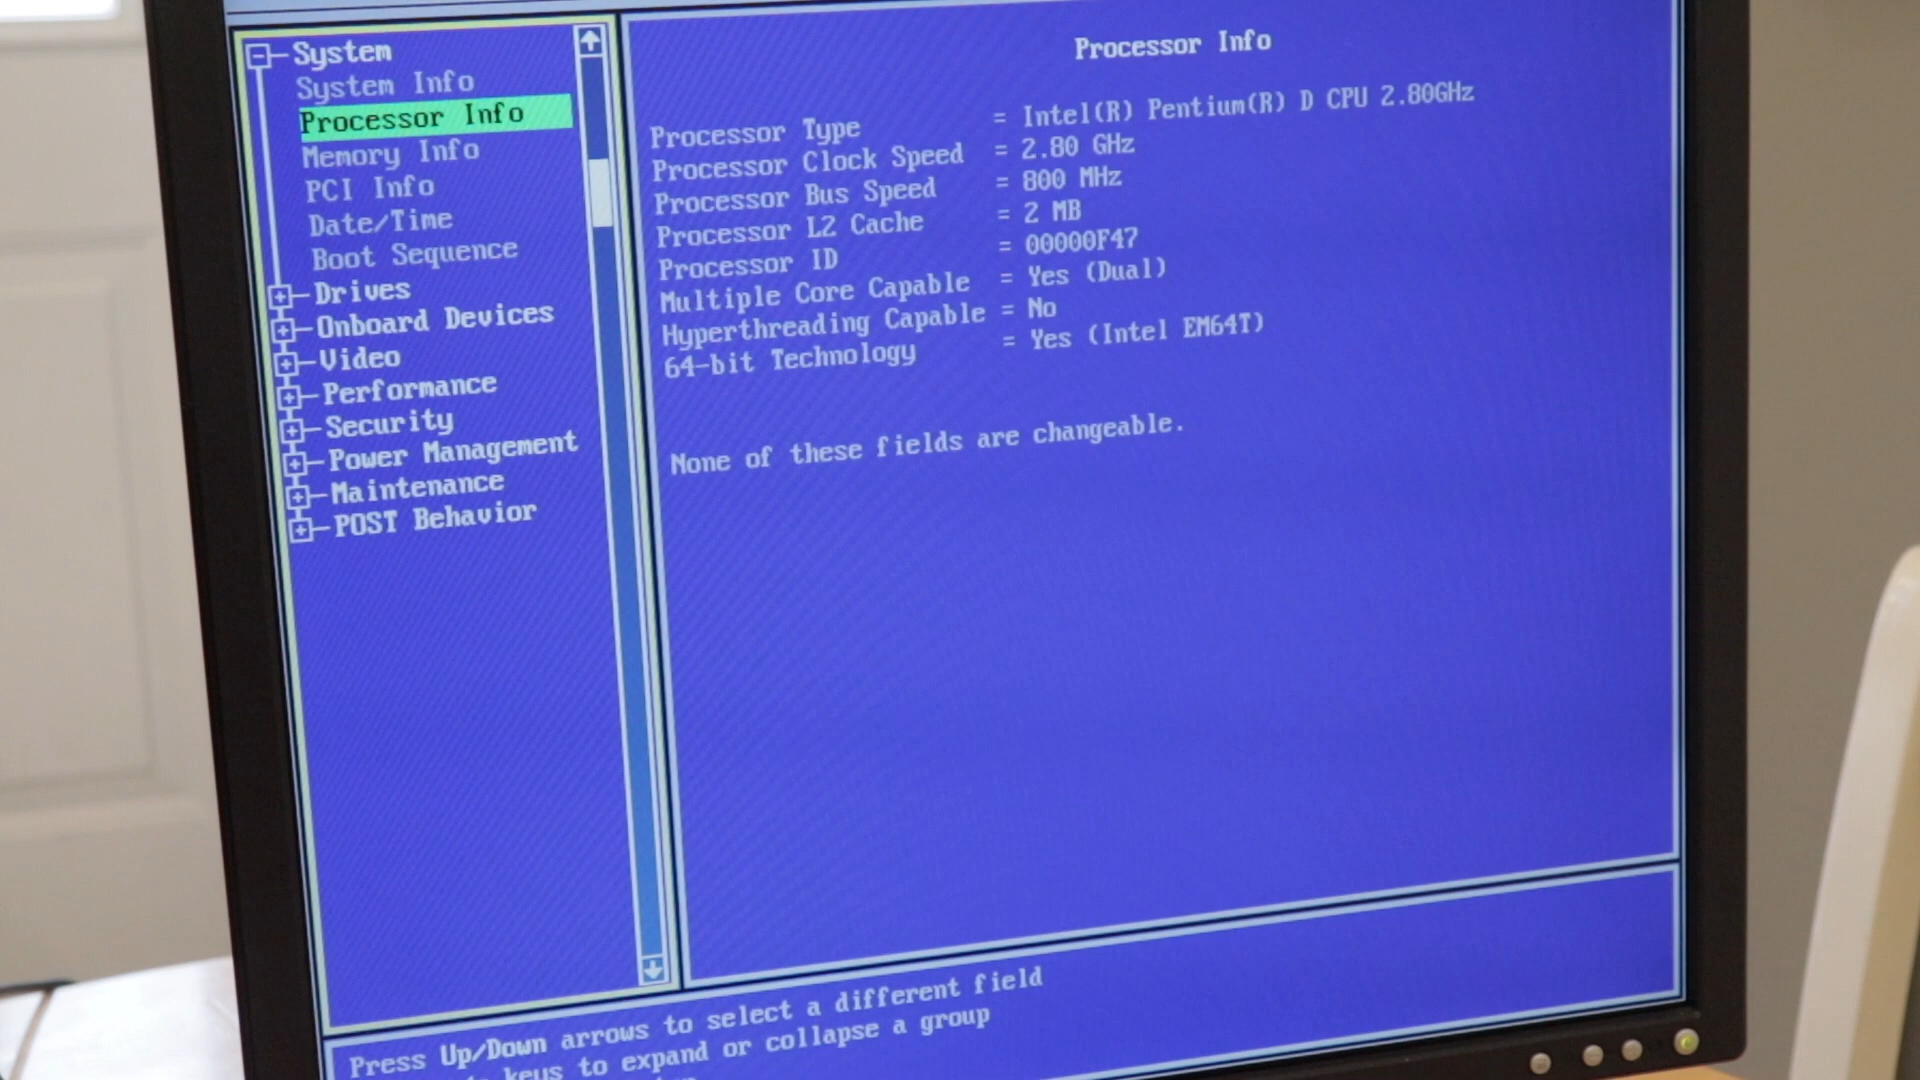 System
System Info
Processor Info
Memory Info
PCI Info
Date/Time
Boot Sequence
Drives
Onboard Devices
Video
Performance
Security
Power Management
Maintenance
POST Behavior
Processor Info
Processor Type = Intel(R) Pentium(R) D CPU 2.80GHz
Processor Clock Speed = 2.80 GHz
Processor Bus Speed = 800 MHz
Processor L2 Cache = 2 MB
Processor ID = 00000F47
Multiple Core Capable = Yes (Dual)
Hyperthreading Capable = No
64-bit Technology = Yes (Intel EM64T)
None of these fields are changeable.
Press Up/Down arrows to select a different field
keys to expand or collapse a group